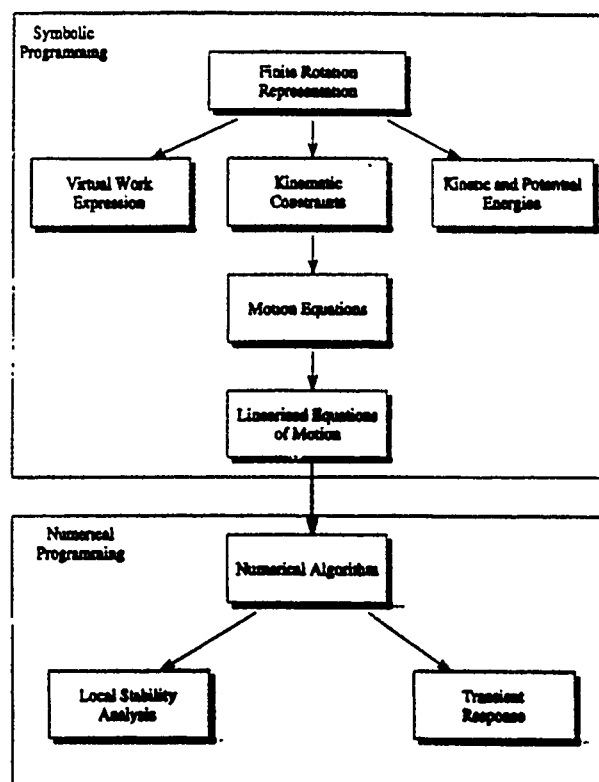 Symbolic
Programming
Finite Rotation
Representation
Virtual Work
Expression
Kinematic
Constraints
Kinetic and Potential
Energies
Motion Equations
Linearised Equations
of Motion
Numerical
Programming
Numerical Algorithm
Local Stability
Analysis
Transient
Response